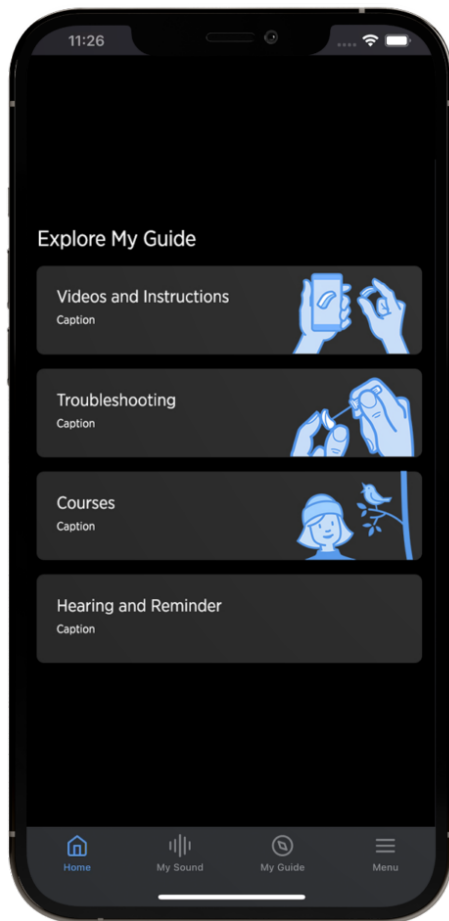 11:26
Explore My Guide
Videos and Instructions
Caption
Troubleshooting
Caption
Courses
Caption
Hearing and Reminder
Caption
Home
My Sound
My Guide
Menu